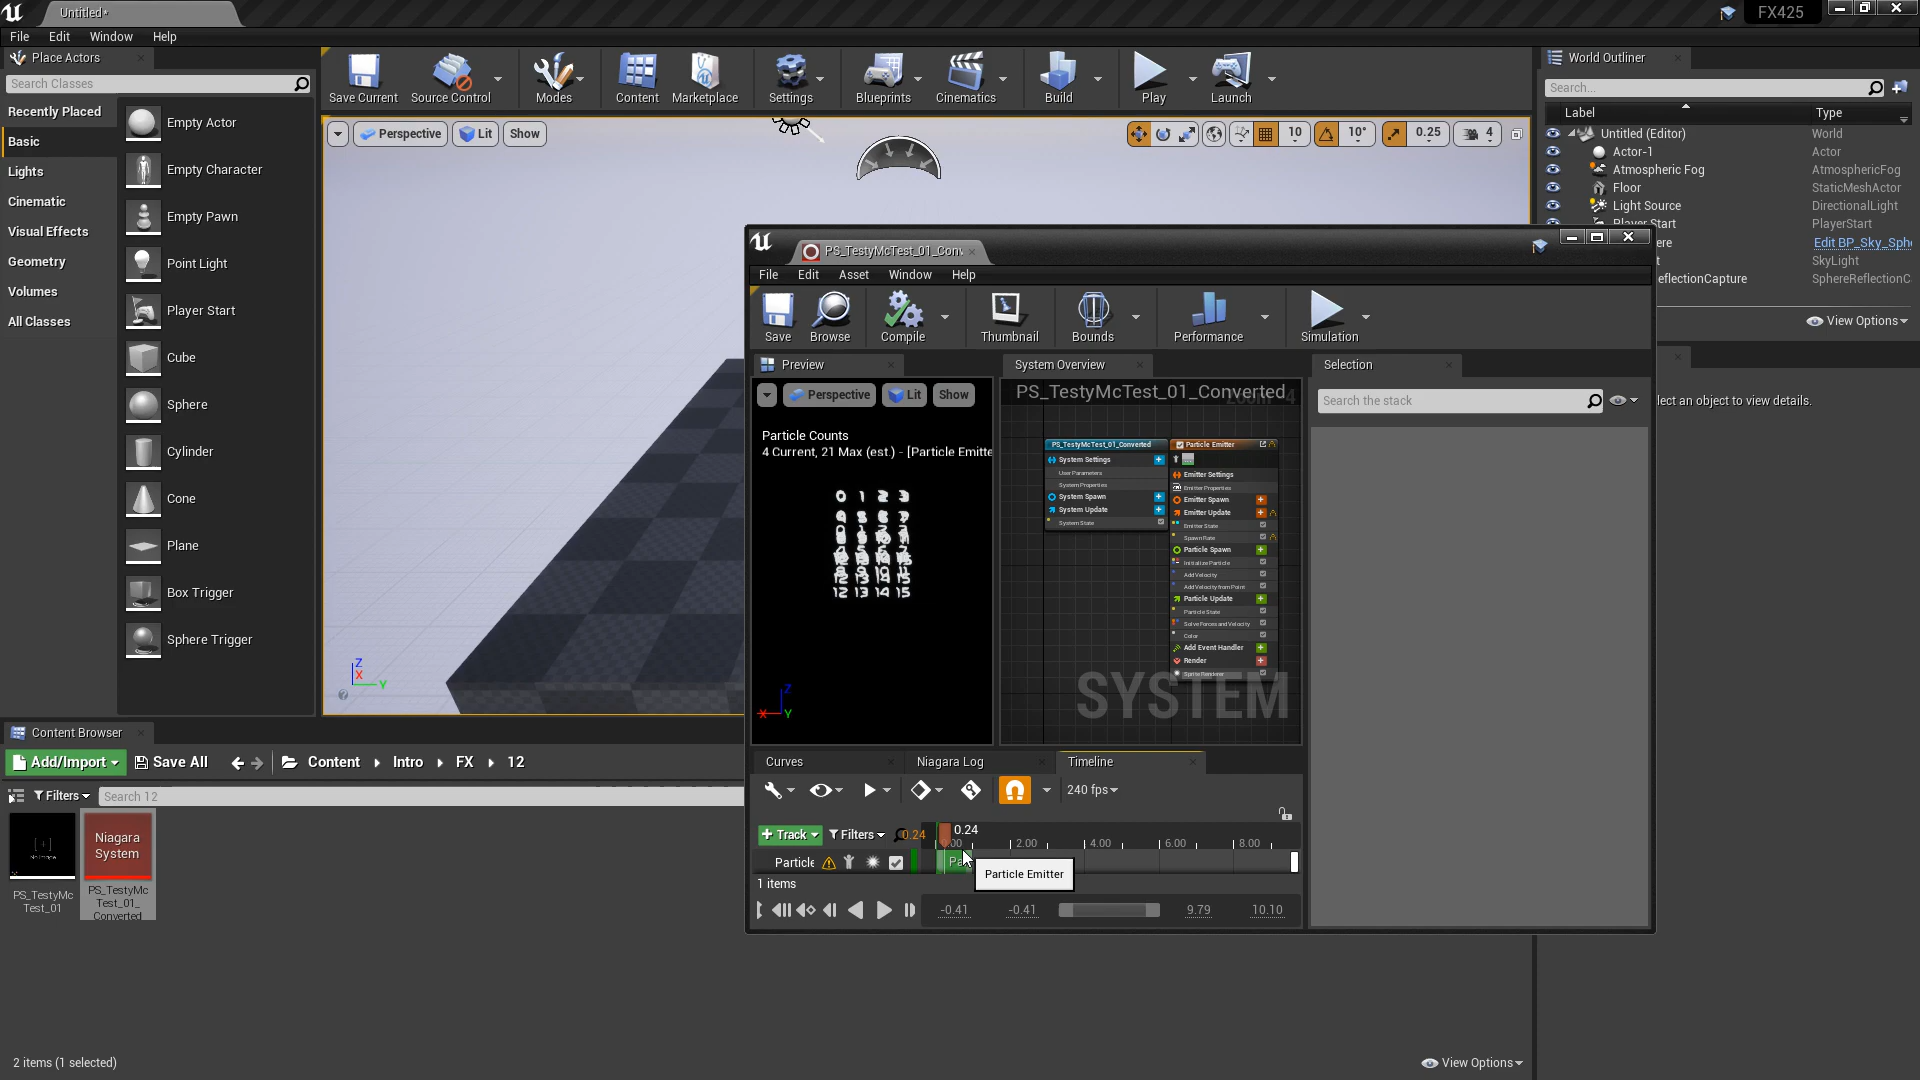 Untitled*
FX425
File Edit Window Help
Place Actors
Search Classes
Recently Placed
Basic
Lights
Cinematic
Visual Effects
Geometry
Volumes
All Classes
Empty Actor
Empty Character
Empty Pawn
Point Light
Player Start
Cube
Sphere
Cylinder
Cone
Plane
Box Trigger
Sphere Trigger
Save Current
Source Control
Modes
Content
Marketplace
Settings
Blueprints
Cinematics
Build
Play
Launch
Perspective Lit Show
10 10° 0.25 4
Z
X
Y
World Outliner
Search...
Label Type
Untitled (Editor) World
Actor-1 Actor
Atmospheric Fog AtmosphericFog
Floor StaticMeshActor
Light Source DirectionalLight
Player Start PlayerStart
Edit BP_Sky_Sph
SkyLight
eflectionCapture SphereReflectionC
View Options
lect an object to view details.
PS_TestyMcTest_01_Conv
File Edit Asset Window Help
Save
Browse
Compile
Thumbnail
Bounds
Performance
Simulation
Preview
Perspective Lit Show
Particle Counts
4 Current, 21 Max (est.) - [Particle Emitte
0 1 2 3
12 13 14 15
Z
X
Y
System Overview
PS_TestyMcTest_01_Converted
PS_TestyMcTest_01_Converted
System Settings
User Parameters
System Properties
System Spawn
System Update
System State
Particle Emitter
Emitter Settings
Emitter Properties
Emitter Spawn
Emitter Update
Emitter State
Spawn Rate
Particle Spawn
Initialize Particle
Add Velocity
Add Velocity from Point
Particle Update
Particle State
Solve Forces and Velocity
Color
Add Event Handler
Render
Sprite Renderer
SYSTEM
Selection
Search the stack
Curves
Niagara Log
Timeline
240 fps
Track Filters 0.24 0.24
2.00 4.00 6.00 8.00
Particle
Particle Emitter
1 items
-0.41 -0.41 9.79 10.10
Content Browser
Add/Import Save All Content Intro FX 12
Filters Search 12
PS_TestyMc
Test_01
Niagara
System
PS_TestyMc
Test_01_
Converted
2 items (1 selected)
View Options